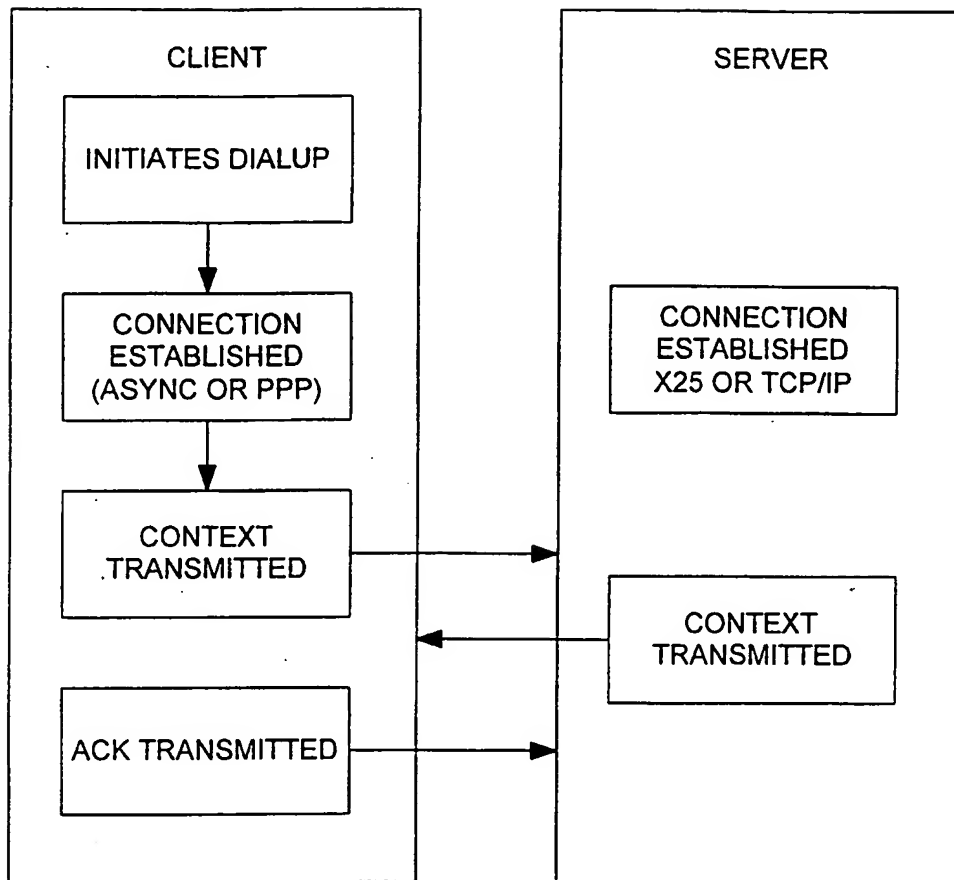 CLIENT
SERVER
INITIATES DIALUP
CONNECTION
ESTABLISHED
(ASYNC OR PPP)
CONNECTION
ESTABLISHED
X25 OR TCP/IP
CONTEXT
TRANSMITTED
CONTEXT
TRANSMITTED
ACK TRANSMITTED